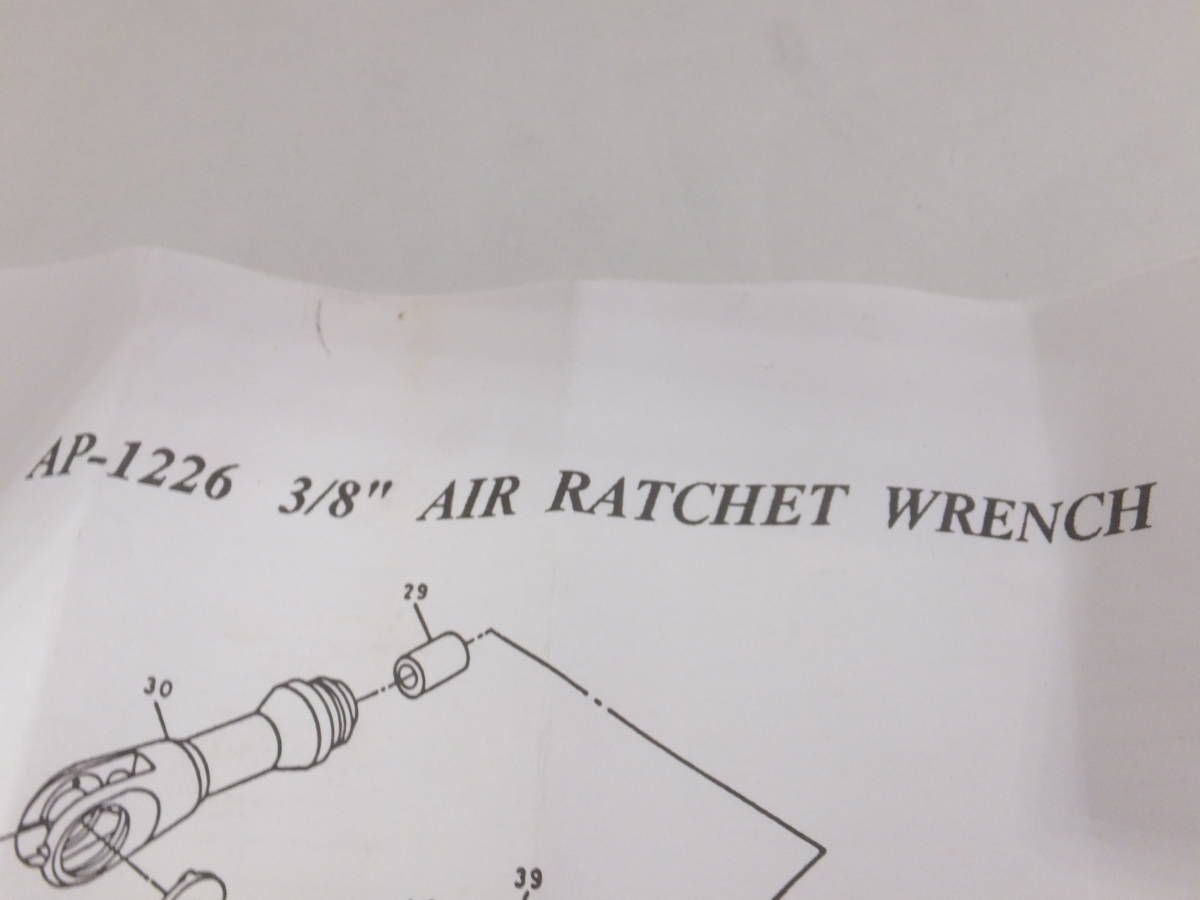 AP-1226 3/8" AIR RATCHET WRENCH
29
30
39